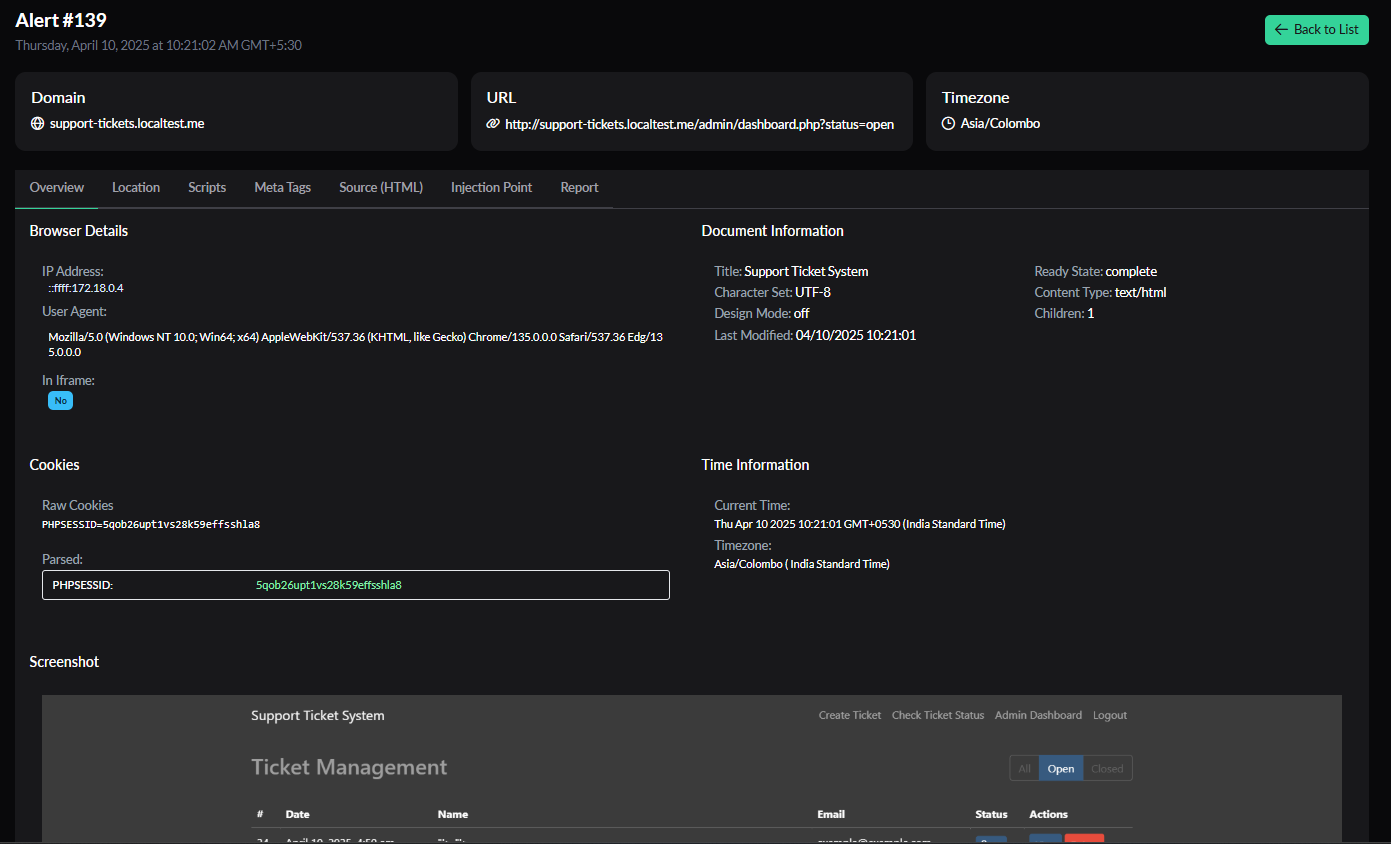 Alert #139
Thursday, April 10, 2025 at 10:21:02 AM GMT+5:30
Back to List
Domain
support-tickets.localtest.me
URL
http://support-tickets.localtest.me/admin/dashboard.php?status=open
Timezone
Asia/Colombo
Overview Location Scripts Meta Tags Source (HTML) Injection Point Report
Browser Details
IP Address:
::ffff:172.18.0.4
User Agent:
Mozilla/5.0 (Windows NT 10.0; Win64; x64) AppleWebKit/537.36 (KHTML, like Gecko) Chrome/135.0.0.0 Safari/537.36 Edg/13
5.0.0.0
In Iframe:
No
Document Information
Title: Support Ticket System
Character Set: UTF-8
Design Mode: off
Last Modified: 04/10/2025 10:21:01
Ready State: complete
Content Type: text/html
Children: 1
Cookies
Raw Cookies
PHPSESSID=5qob26upt1vs28k59effsshla8
Parsed:
PHPSESSID: 5qob26upt1vs28k59effsshla8
Time Information
Current Time:
Thu Apr 10 2025 10:21:01 GMT+0530 (India Standard Time)
Timezone:
Asia/Colombo ( India Standard Time)
Screenshot
Support Ticket System Create Ticket Check Ticket Status Admin Dashboard Logout
Ticket Management All Open Closed
# Date Name Email Status Actions